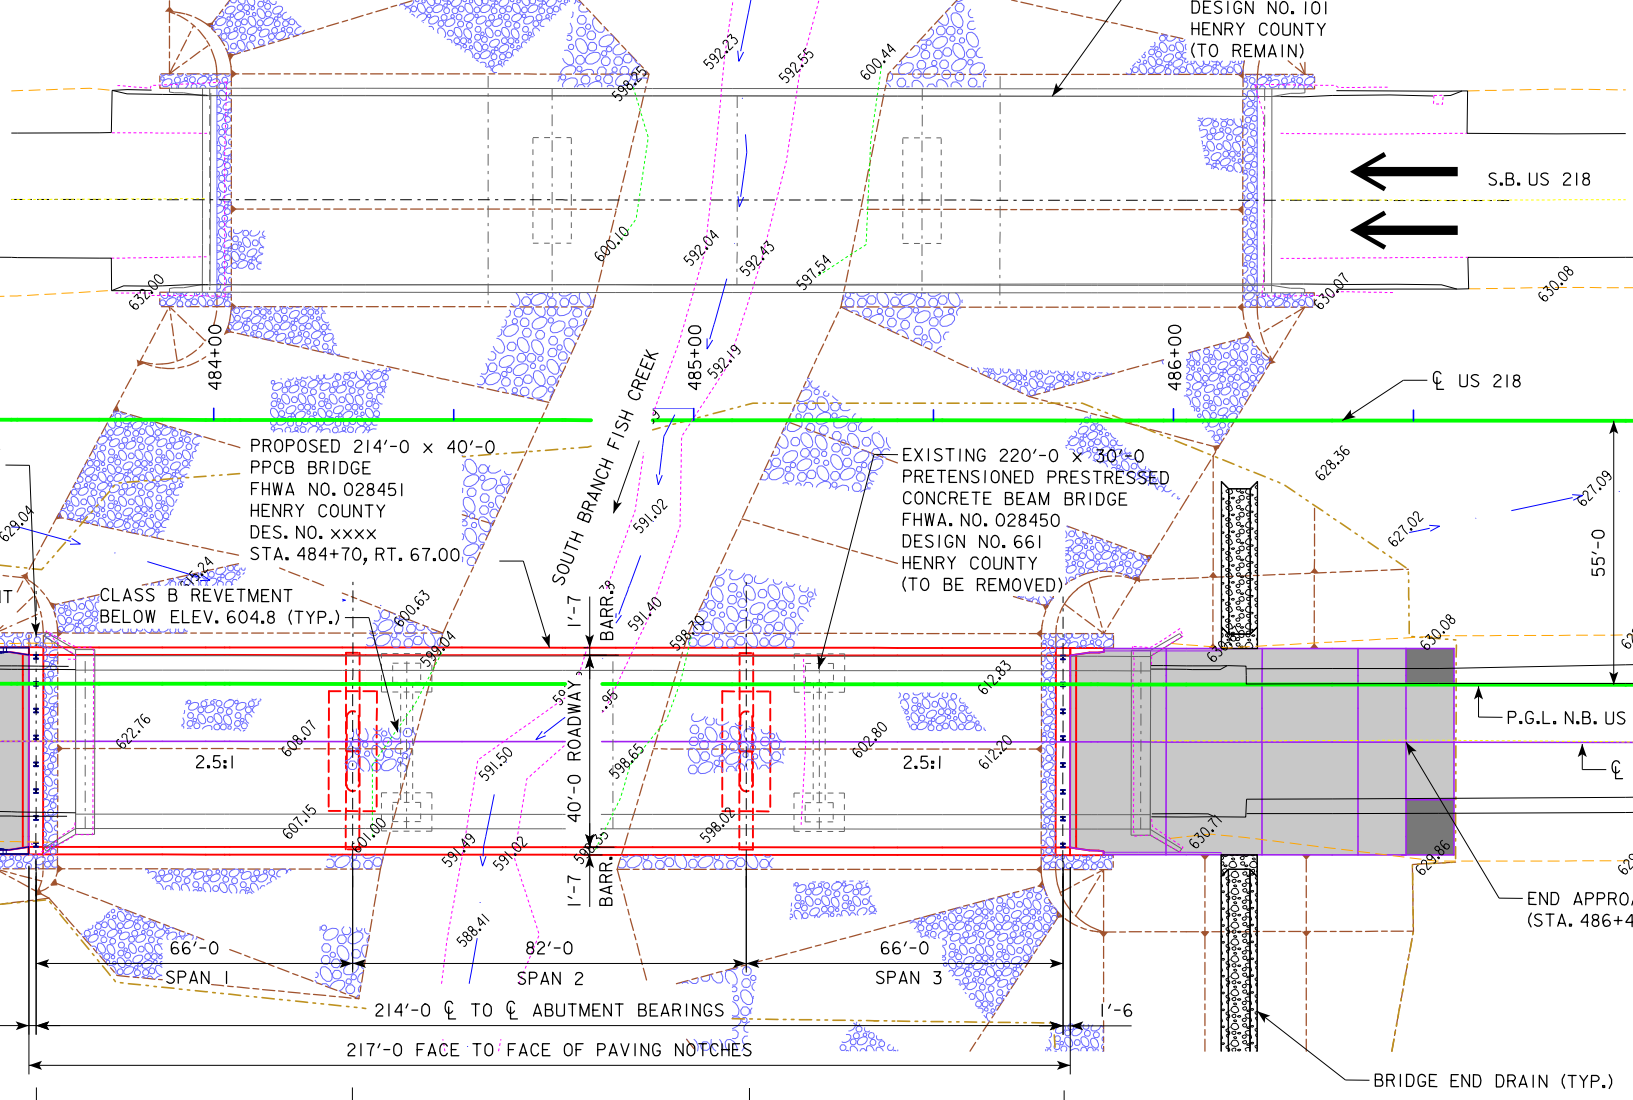 DESIGN NO. 101
HENRY COUNTY
(TO REMAIN)
592.23
592.55
600.44
598.25
S.B. US 218
600.10
592.04
592.43
597.54
632.00
630.07
630.08
484+00
485+00
486+00
592.19
℄ US 218
SOUTH BRANCH FISH CREEK
PROPOSED 214'-0 x 40'-0
PPCB BRIDGE
FHWA NO. 028451
HENRY COUNTY
DES. NO. xxxx
STA. 484+70, RT. 67.00
EXISTING 220'-0 x 30'-0
PRETENSIONED PRESTRESSED
CONCRETE BEAM BRIDGE
FHWA. NO. 028450
DESIGN NO. 661
HENRY COUNTY
(TO BE REMOVED)
628.36
627.09
627.02
629.04
591.02
55'-0
CLASS B REVETMENT
BELOW ELEV. 604.8 (TYP.)
600.63
599.04
1'-7
BARR.
591.40
598.70
630.08
612.83
622.76
608.07
2.5:1
591.50
598.65
40'-0 ROADWAY
602.80
2.5:1
612.20
P.G.L. N.B. US
℄
607.15
601.00
591.49
591.02
598.35
598.02
630.71
629.86
1'-7
BARR.
588.41
END APPROA
(STA. 486+4
66'-0
SPAN 1
82'-0
SPAN 2
66'-0
SPAN 3
214'-0 ℄ TO ℄ ABUTMENT BEARINGS
1'-6
217'-0 FACE TO FACE OF PAVING NOTCHES
BRIDGE END DRAIN (TYP.)